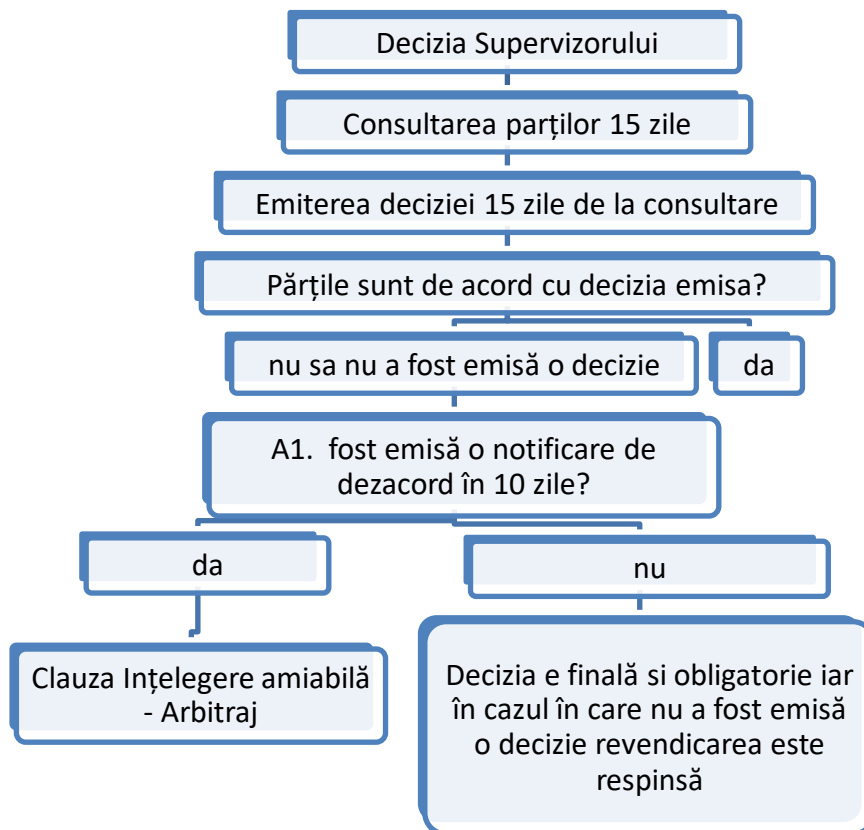 Decizia Supervizorului
Consultarea parților 15 zile
Emiterea deciziei 15 zile de la consultare
Părțile sunt de acord cu decizia emisa?
nu sa nu a fost emisă o decizie
da
A1. fost emisă o notificare de
dezacord în 10 zile?
da
nu
Clauza Ințelegere amiabilă
- Arbitraj
Decizia e finală si obligatorie iar
în cazul în care nu a fost emisă
o decizie revendicarea este
respinsă